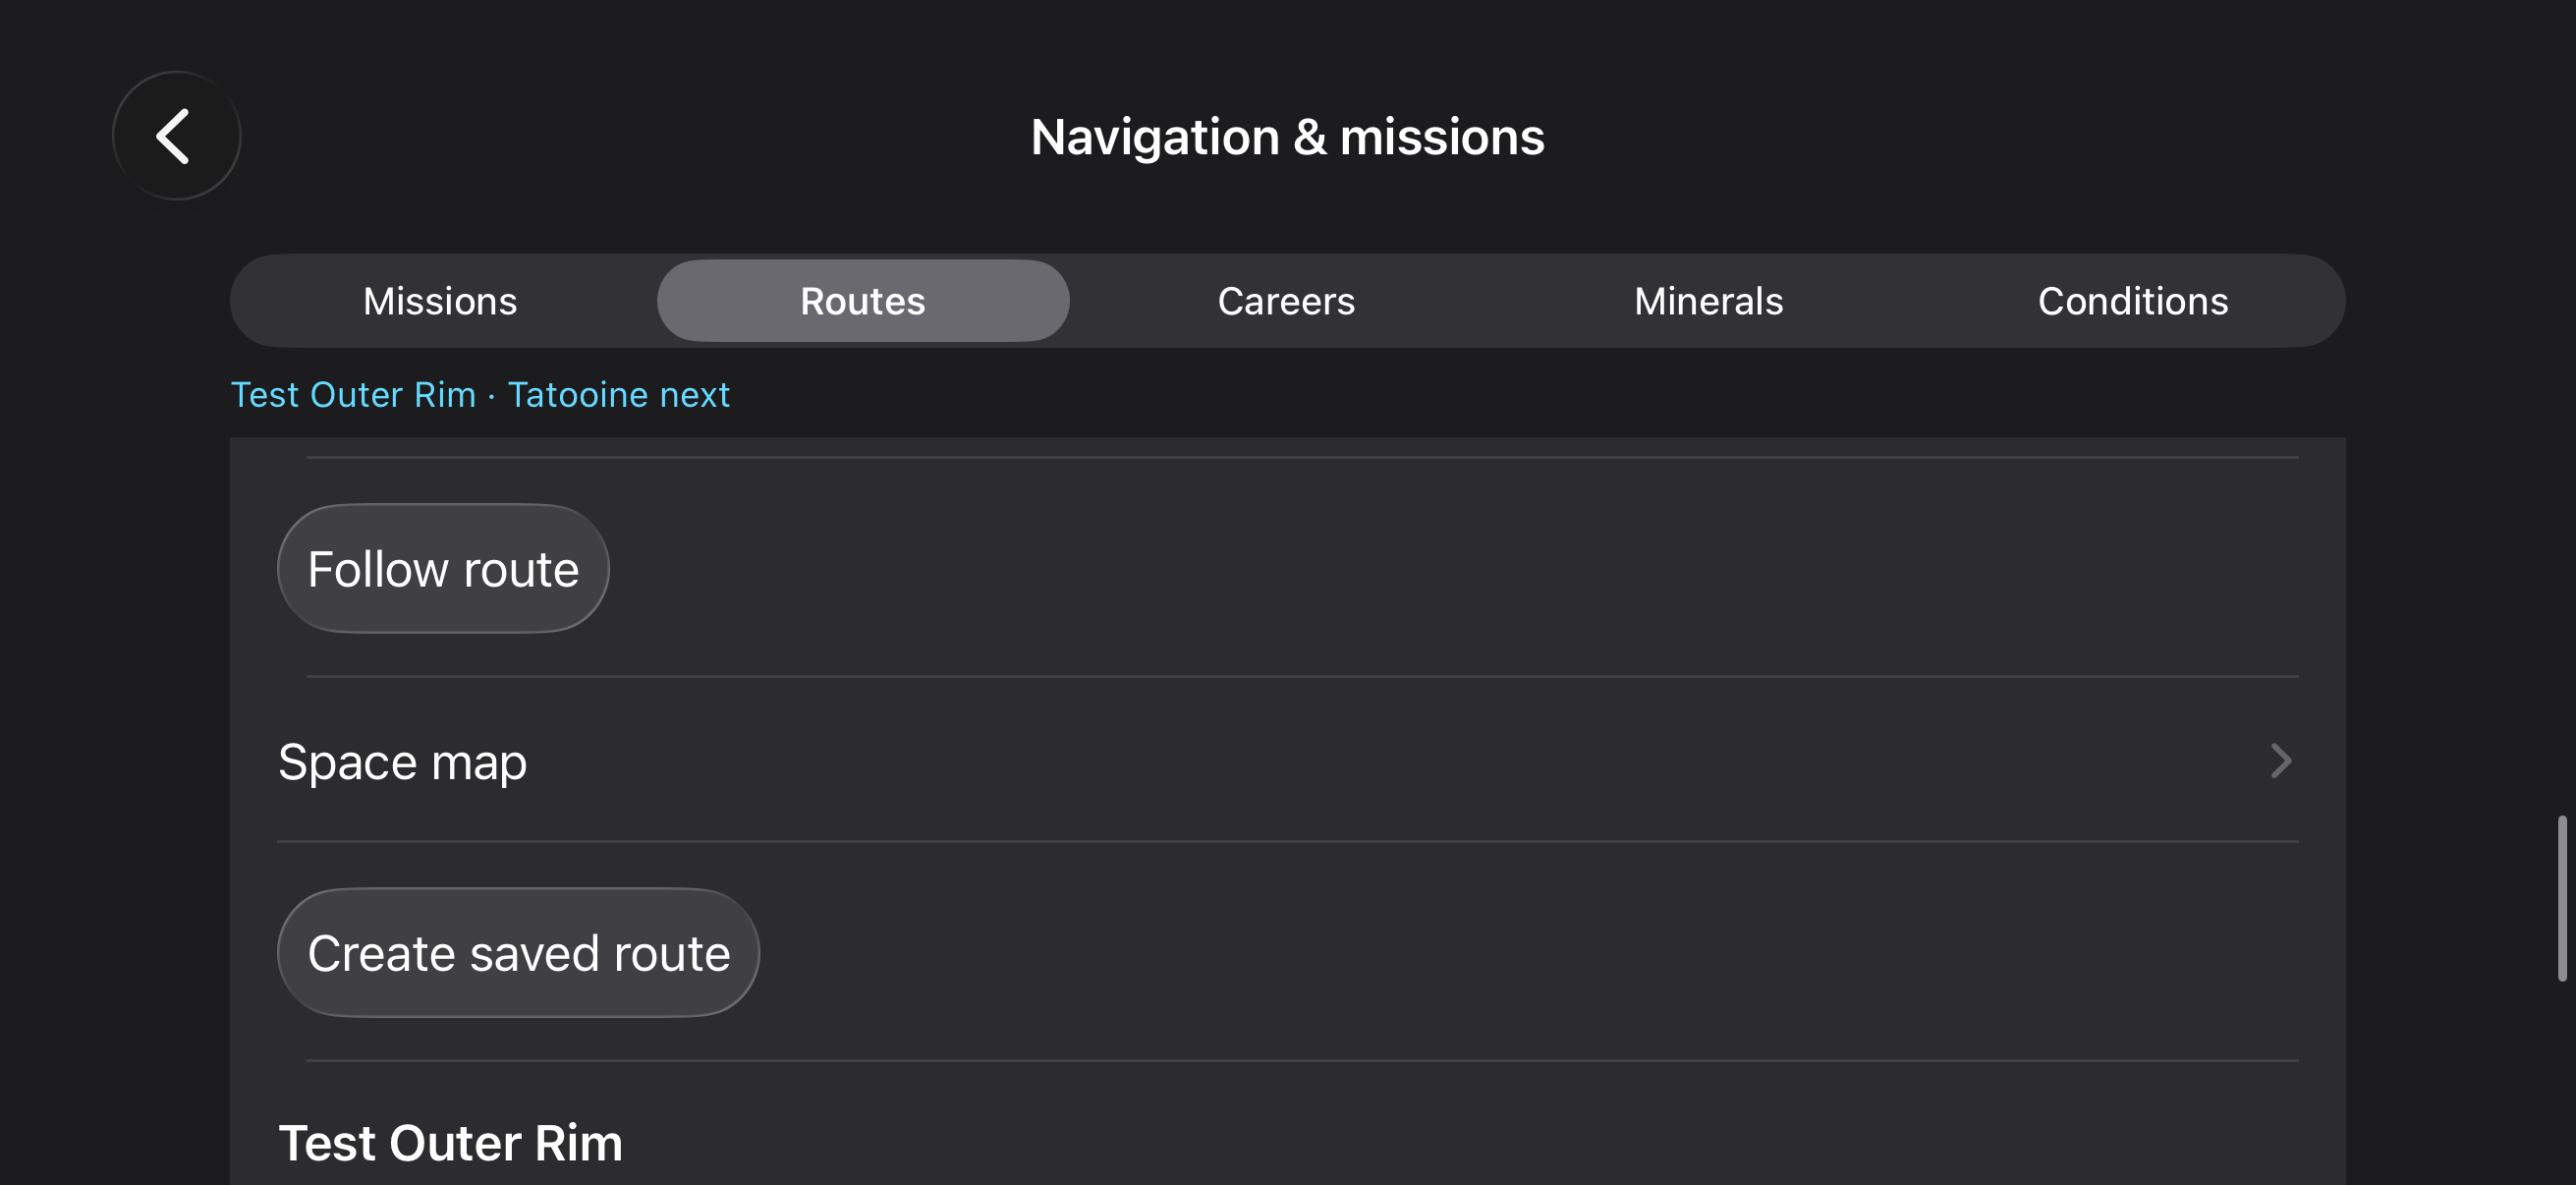 Navigation & missions
Missions
Routes
Careers
Minerals
Conditions
Test Outer Rim · Tatooine next
Follow route
Space map
Create saved route
Test Outer Rim